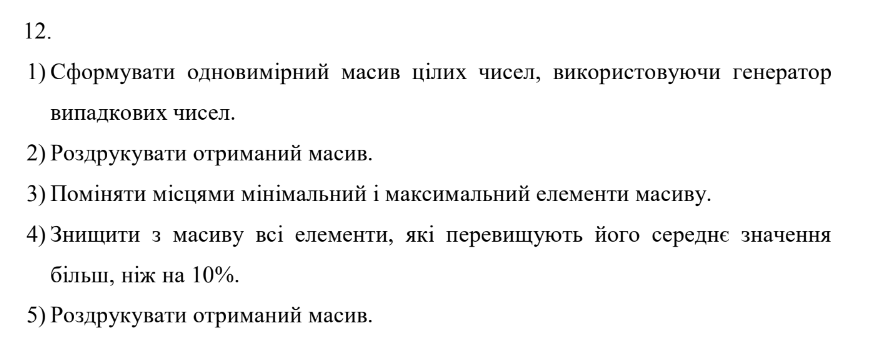 12.
1) Сформувати одновимірний масив цілих чисел, використовуючи генератор
випадкових чисел.
2) Роздрукувати отриманий масив.
3) Поміняти місцями мінімальний і максимальний елементи масиву.
4) Знищити з масиву всі елементи, які перевищують його середнє значення
більш, ніж на 10%.
5) Роздрукувати отриманий масив.